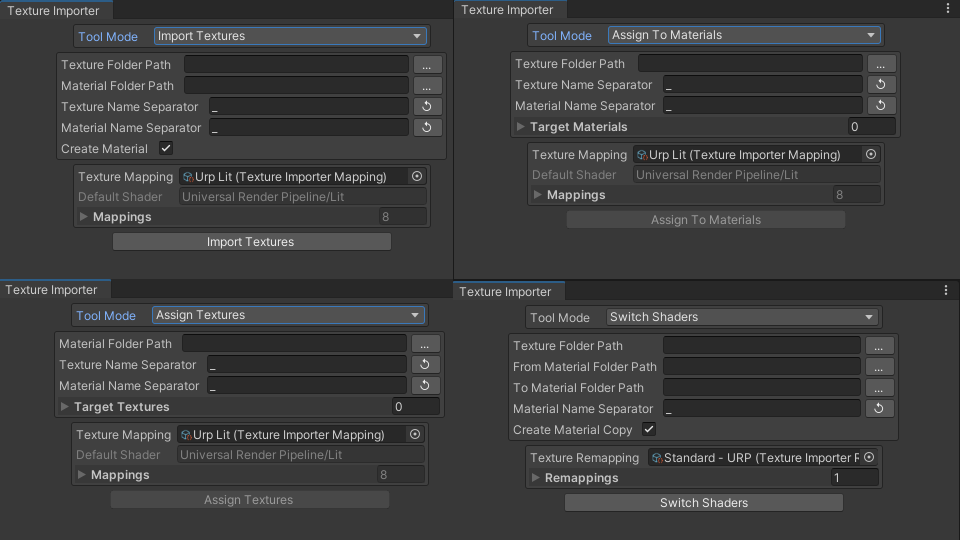 Texture Importer
Tool Mode Import Textures
Texture Folder Path ...
Material Folder Path ...
Texture Name Separator _
Material Name Separator _
Create Material
Texture Mapping Urp Lit (Texture Importer Mapping)
Default Shader Universal Render Pipeline/Lit
Mappings 8
Import Textures
Texture Importer
Tool Mode Assign To Materials
Texture Folder Path ...
Texture Name Separator _
Material Name Separator _
Target Materials 0
Texture Mapping Urp Lit (Texture Importer Mapping)
Default Shader Universal Render Pipeline/Lit
Mappings 8
Assign To Materials
Texture Importer
Tool Mode Assign Textures
Material Folder Path ...
Texture Name Separator _
Material Name Separator _
Target Textures 0
Texture Mapping Urp Lit (Texture Importer Mapping)
Default Shader Universal Render Pipeline/Lit
Mappings 8
Assign Textures
Texture Importer
Tool Mode Switch Shaders
Texture Folder Path ...
From Material Folder Path ...
To Material Folder Path ...
Material Name Separator _
Create Material Copy
Texture Remapping Standard - URP (Texture Importer
Remappings 1
Switch Shaders